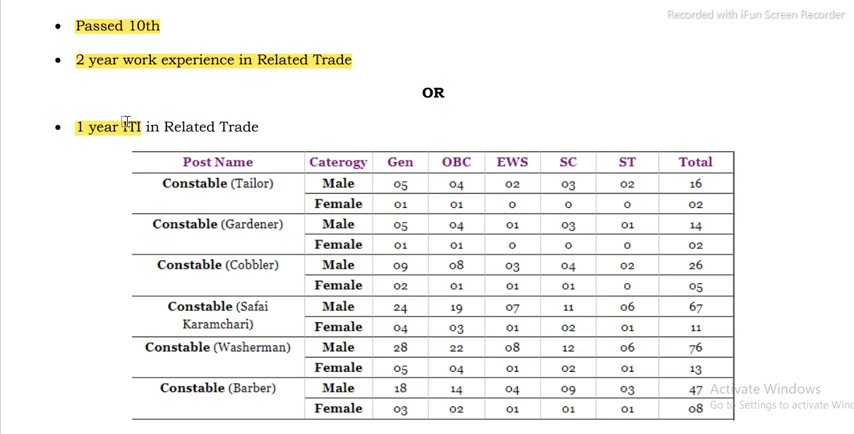 Recorded with iFun Screen Recorder
• Passed 10th
• 2 year work experience in Related Trade
OR
• 1 year ITI in Related Trade
Post Name Caterogy Gen OBC EWS SC ST Total
Constable (Tailor) Male 05 04 02 03 02 16
Female 01 01 0 0 0 02
Constable (Gardener) Male 05 04 01 03 01 14
Female 01 01 0 0 0 02
Constable (Cobbler) Male 09 08 03 04 02 26
Female 02 01 01 01 0 05
Constable (Safai Male 24 19 07 11 06 67
Karamchari) Female 04 03 01 02 01 11
Constable (Washerman) Male 28 22 08 12 06 76
Female 05 04 01 02 01 13
Constable (Barber) Male 18 14 04 09 03 47
Female 03 02 01 01 01 08
Activate Windows
Go to Settings to activate Winc